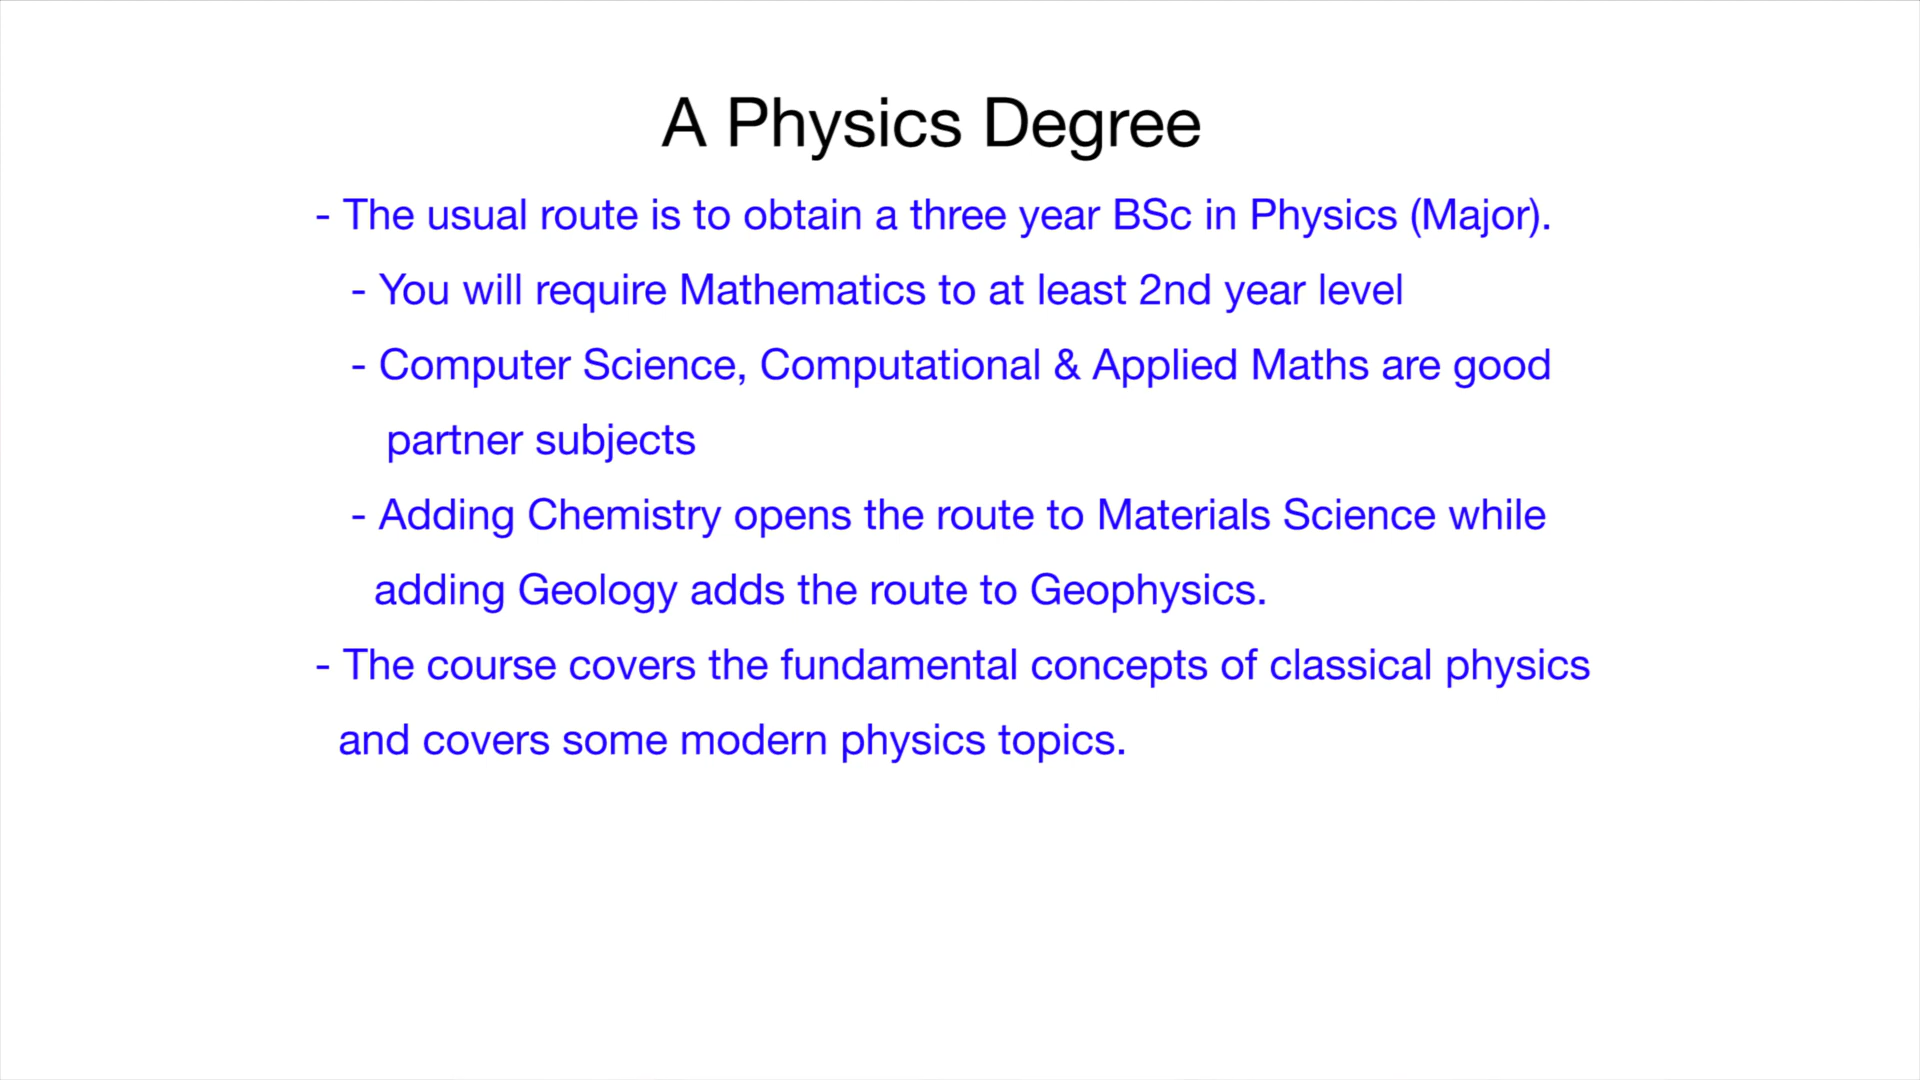 A Physics Degree
- The usual route is to obtain a three year BSc in Physics (Major).
- You will require Mathematics to at least 2nd year level
- Computer Science, Computational & Applied Maths are good
partner subjects
- Adding Chemistry opens the route to Materials Science while
adding Geology adds the route to Geophysics.
- The course covers the fundamental concepts of classical physics
and covers some modern physics topics.